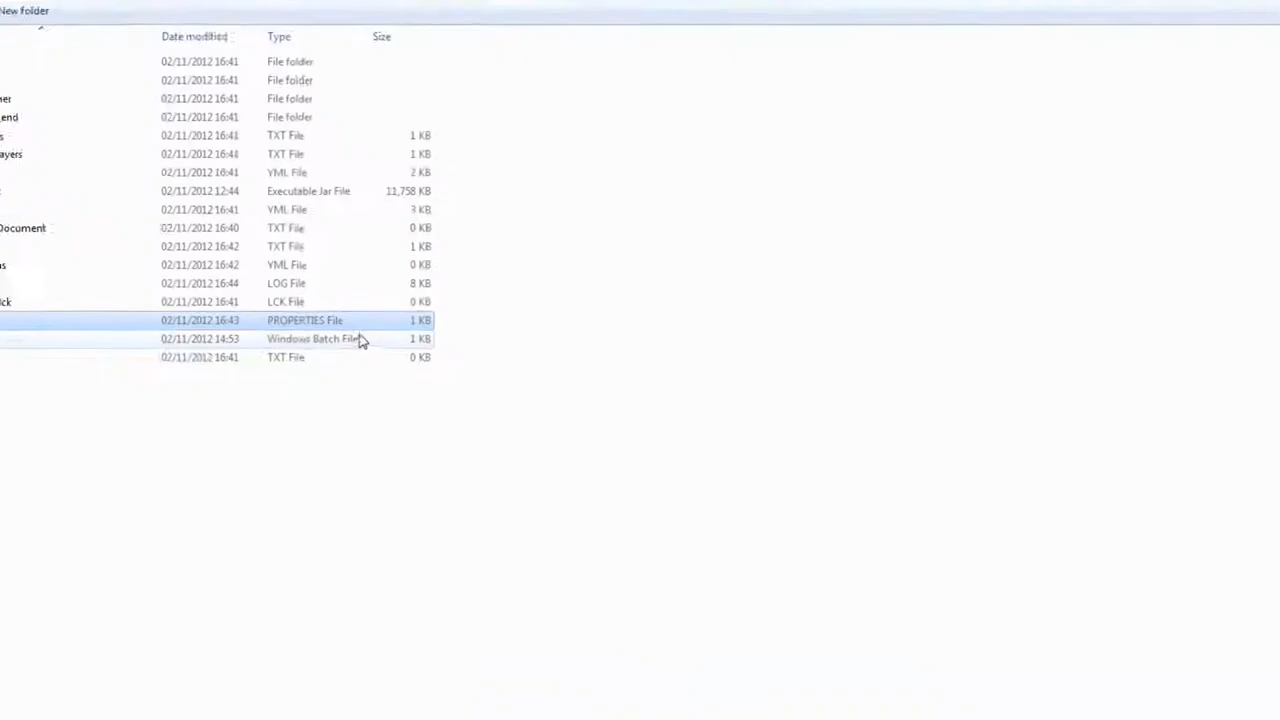 New folder
Date modified Type Size
02/11/2012 16:41 File folder
02/11/2012 16:41 File folder
ner 02/11/2012 16:41 File folder
end 02/11/2012 16:41 File folder
s 02/11/2012 16:41 TXT File 1 KB
ayers 02/11/2012 16:41 TXT File 1 KB
02/11/2012 16:41 YML File 2 KB
02/11/2012 12:44 Executable Jar File 11,758 KB
02/11/2012 16:41 YML File 3 KB
Document 02/11/2012 16:40 TXT File 0 KB
02/11/2012 16:42 TXT File 1 KB
ns 02/11/2012 16:42 YML File 0 KB
02/11/2012 16:44 LOG File 8 KB
lck 02/11/2012 16:41 LCK File 0 KB
02/11/2012 16:43 PROPERTIES File 1 KB
02/11/2012 14:53 Windows Batch File 1 KB
02/11/2012 16:41 TXT File 0 KB